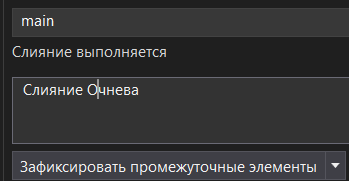 main
Слияние выполняется
Слияние Очнева
Зафиксировать промежуточные элементы